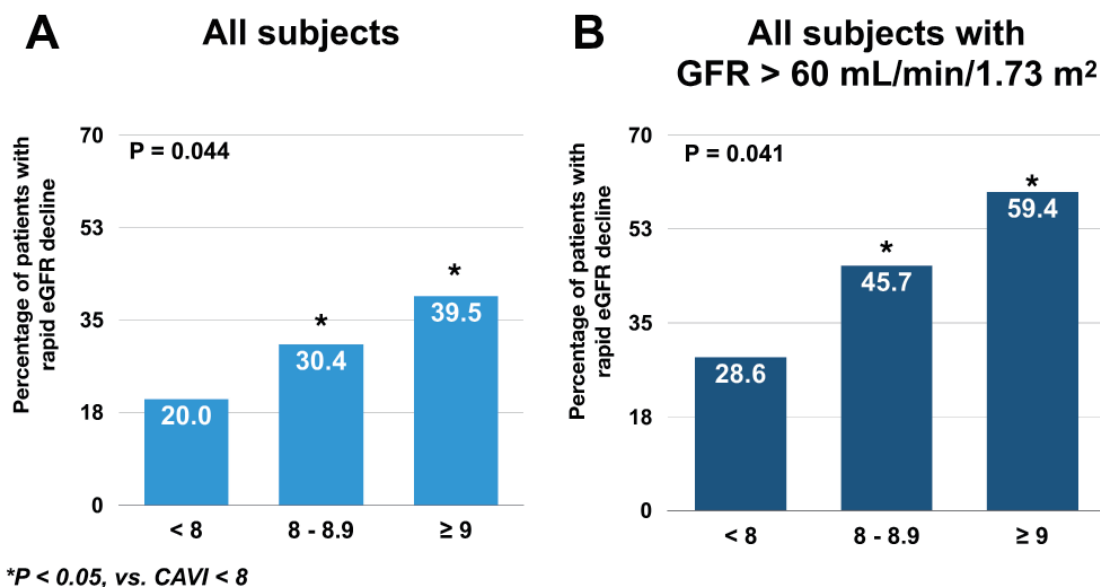 A
All subjects
Percentage of patients with
rapid eGFR decline
70
53
35
18
0
P = 0.044
20.0
*
30.4
*
39.5
< 8
8 - 8.9
≥ 9
B
All subjects with
GFR > 60 mL/min/1.73 m²
Percentage of patients with
rapid eGFR decline
70
53
35
18
0
P = 0.041
28.6
*
45.7
*
59.4
< 8
8 - 8.9
≥ 9
*P < 0.05, vs. CAVI < 8